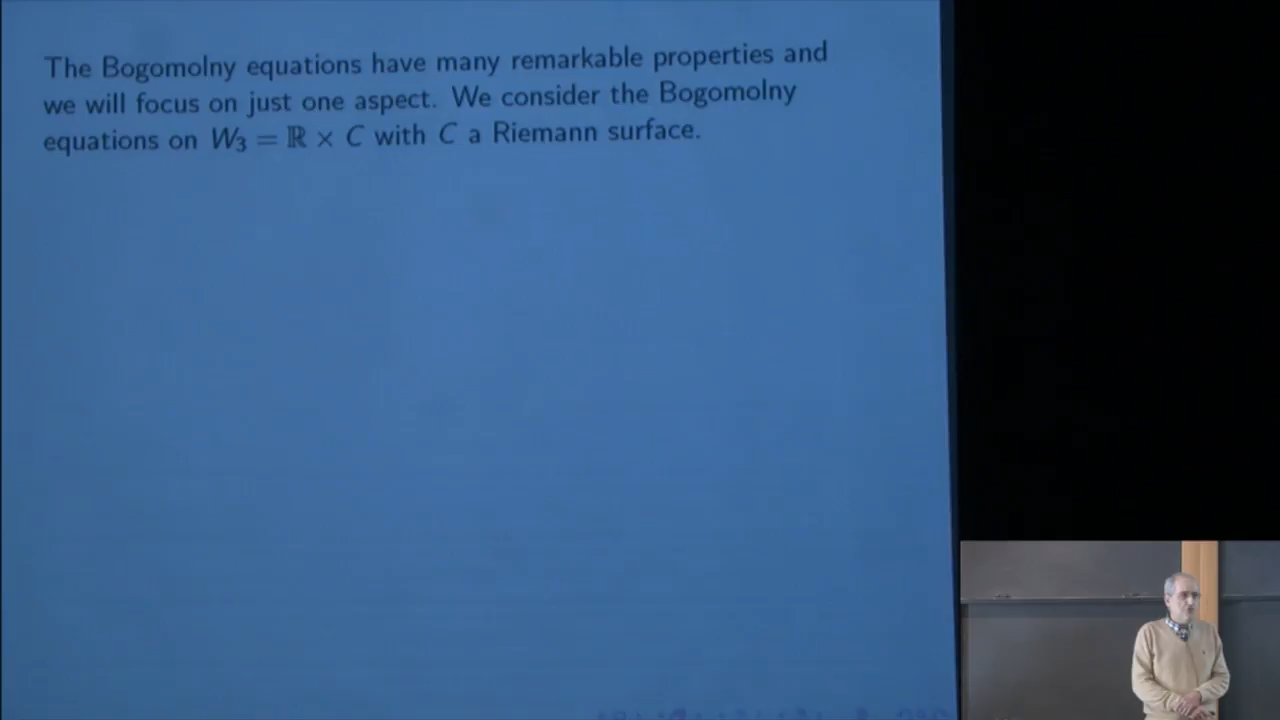 The Bogomolny equations have many remarkable properties and
we will focus on just one aspect. We consider the Bogomolny
equations on W₃ = ℝ × C with C a Riemann surface.